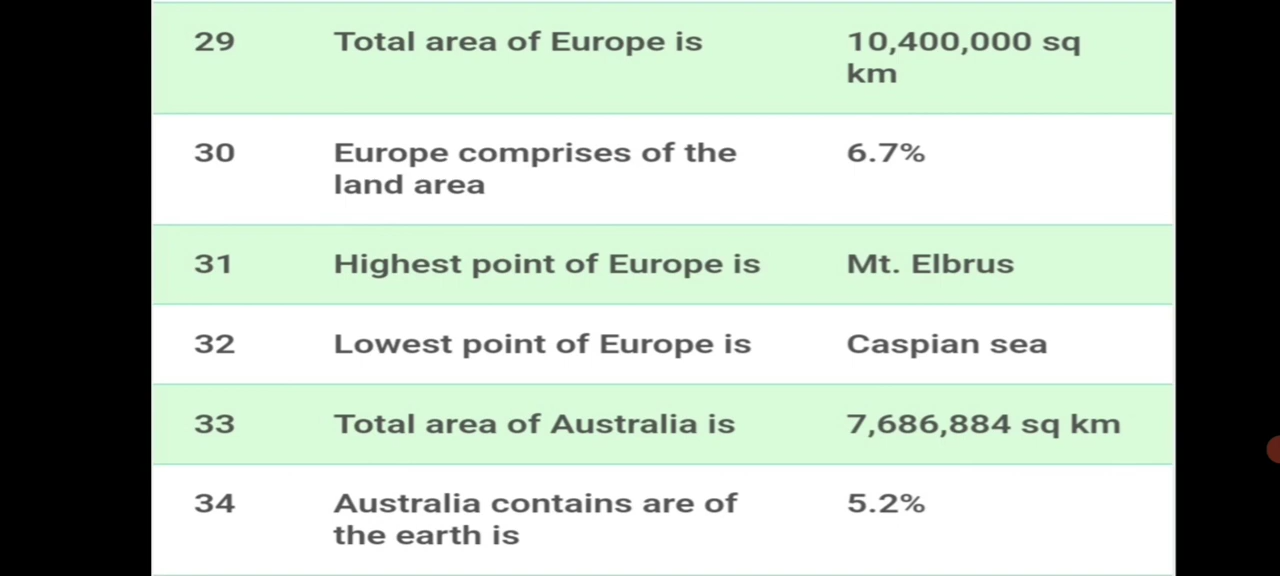 29 Total area of Europe is 10,400,000 sq
km
30 Europe comprises of the 6.7%
land area
31 Highest point of Europe is Mt. Elbrus
32 Lowest point of Europe is Caspian sea
33 Total area of Australia is 7,686,884 sq km
34 Australia contains are of 5.2%
the earth is